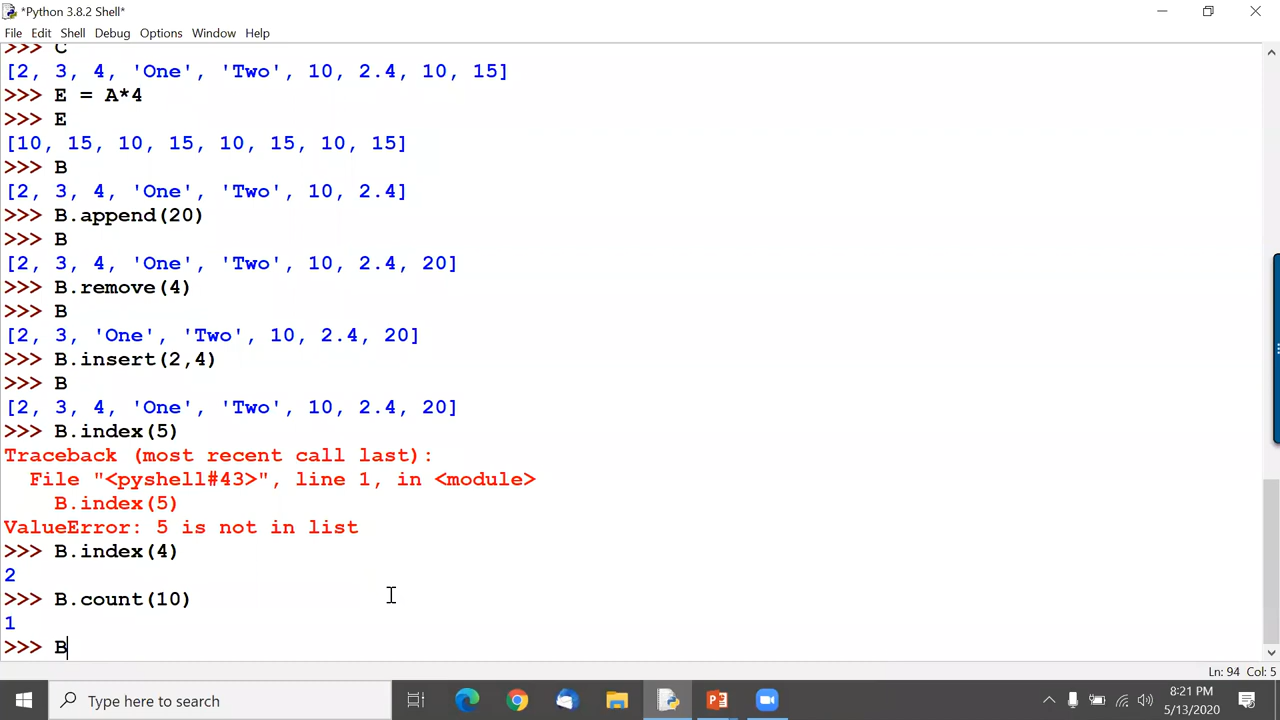 *Python 3.8.2 Shell*
File Edit Shell Debug Options Window Help
>>> C
[2, 3, 4, 'One', 'Two', 10, 2.4, 10, 15]
>>> E = A*4
>>> E
[10, 15, 10, 15, 10, 15, 10, 15]
>>> B
[2, 3, 4, 'One', 'Two', 10, 2.4]
>>> B.append(20)
>>> B
[2, 3, 4, 'One', 'Two', 10, 2.4, 20]
>>> B.remove(4)
>>> B
[2, 3, 'One', 'Two', 10, 2.4, 20]
>>> B.insert(2,4)
>>> B
[2, 3, 4, 'One', 'Two', 10, 2.4, 20]
>>> B.index(5)
Traceback (most recent call last):
  File "<pyshell#43>", line 1, in <module>
    B.index(5)
ValueError: 5 is not in list
>>> B.index(4)
2
>>> B.count(10)
1
>>> B
Ln: 94 Col: 5
Type here to search
8:21 PM
5/13/2020